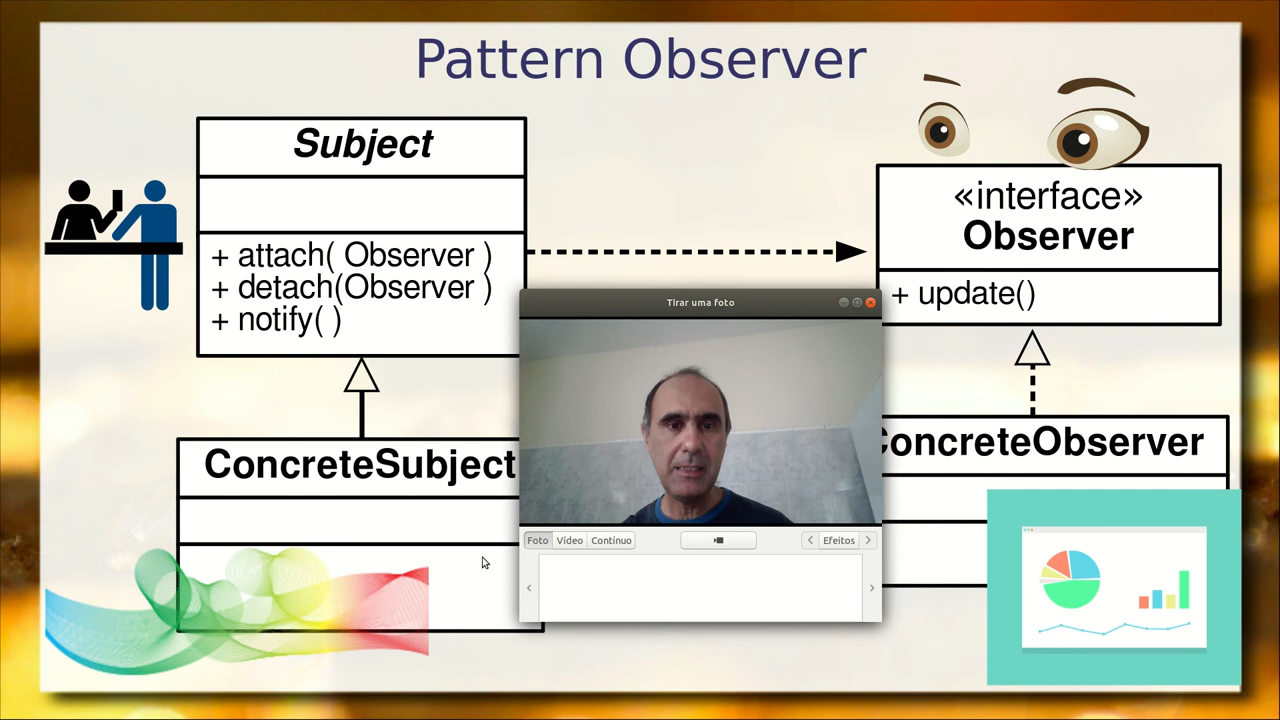 Pattern Observer
Subject
+ attach( Observer )
+ detach(Observer )
+ notify( )
«interface»
Observer
+ update()
Tirar uma foto
ConcreteSubject
ConcreteObserver
Foto
Vídeo
Contínuo
Efeitos